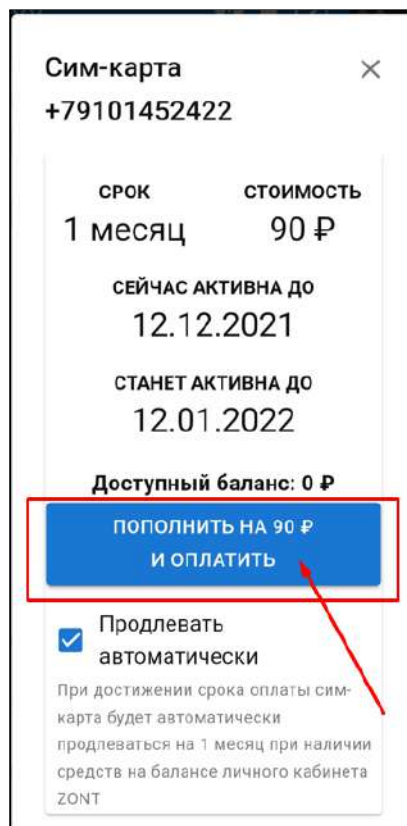 Сим-карта
+79101452422
СРОК СТОИМОСТЬ
1 месяц 90 ₽
СЕЙЧАС АКТИВНА ДО
12.12.2021
СТАНЕТ АКТИВНА ДО
12.01.2022
Доступный баланс: 0 ₽
ПОПОЛНИТЬ НА 90 ₽
И ОПЛАТИТЬ
Продлевать
автоматически
При достижении срока оплаты сим-
карта будет автоматически
продлеваться на 1 месяц при наличии
средств на балансе личного кабинета
ZONT